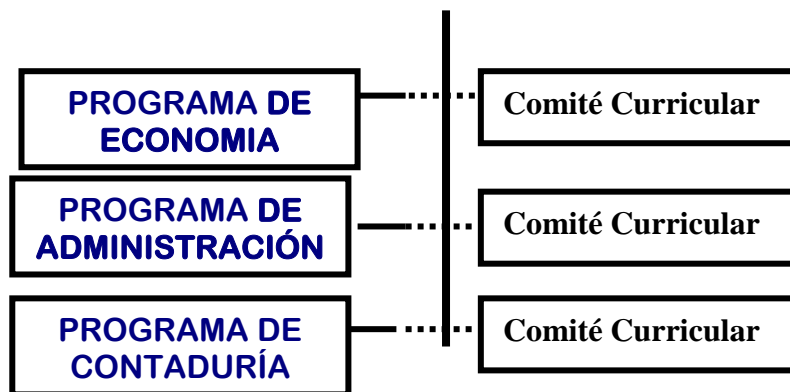 PROGRAMA DE
ECONOMIA
Comité Curricular
PROGRAMA DE
ADMINISTRACIÓN
Comité Curricular
PROGRAMA DE
CONTADURÍA
Comité Curricular